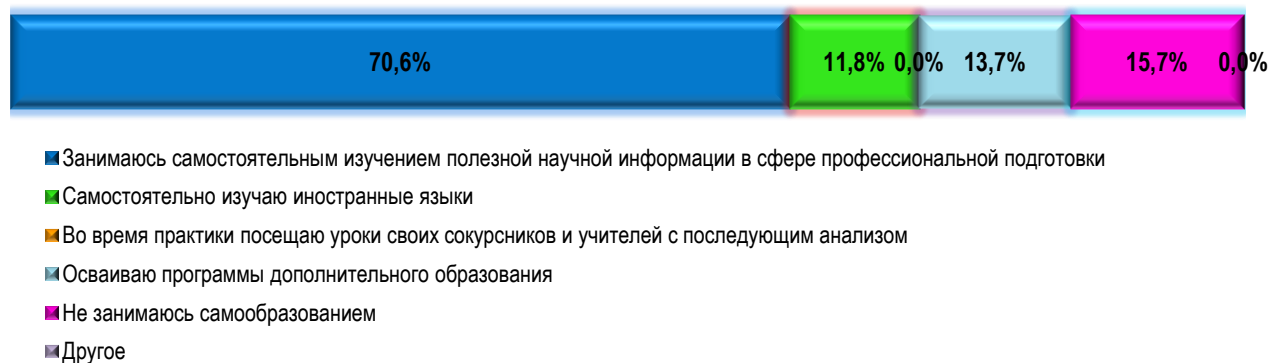 70,6% 11,8% 0,0% 13,7% 15,7% 0,0%
Занимаюсь самостоятельным изучением полезной научной информации в сфере профессиональной подготовки
Самостоятельно изучаю иностранные языки
Во время практики посещаю уроки своих сокурсников и учителей с последующим анализом
Осваиваю программы дополнительного образования
Не занимаюсь самообразованием
Другое